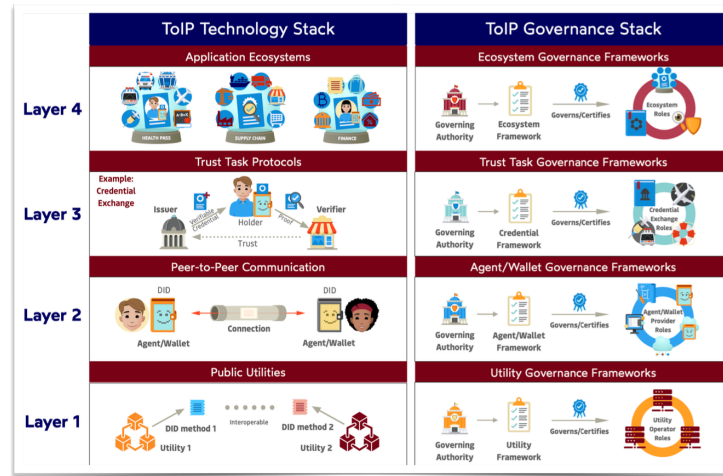 ToIP Technology Stack
ToIP Governance Stack
Layer 4
Application Ecosystems
HEALTH PASS
SUPPLY CHAIN
FINANCE
Ecosystem Governance Frameworks
Governing
Authority
Ecosystem
Framework
Governs/Certifies
Ecosystem
Roles
Layer 3
Trust Task Protocols
Example:
Credential
Exchange
Issuer
Verifiable
Credential
Holder
Proof
Verifier
Trust
Trust Task Governance Frameworks
Governing
Authority
Credential
Framework
Governs/Certifies
Credential
Exchange
Roles
Layer 2
Peer-to-Peer Communication
DID
DID
Connection
Agent/Wallet
Agent/Wallet
Agent/Wallet Governance Frameworks
Governing
Authority
Agent/Wallet
Framework
Governs/Certifies
Agent/Wallet
Provider
Roles
Layer 1
Public Utilities
DID method 1
Interoperable
DID method 2
Utility 1
Utility 2
Utility Governance Frameworks
Governing
Authority
Utility
Framework
Governs/Certifies
Utility
Operator
Roles